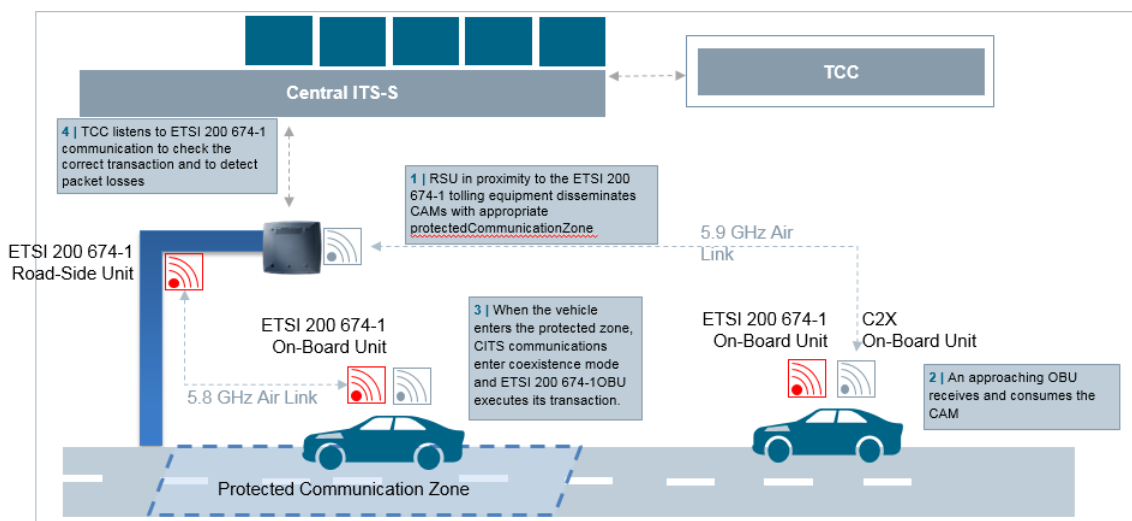 Central ITS-S
TCC
4 | TCC listens to ETSI 200 674-1
communication to check the
correct transaction and to detect
packet losses
1 | RSU in proximity to the ETSI 200
674-1 tolling equipment disseminates
CAMs with appropriate
protectedCommunicationZone
5.9 GHz Air
Link
ETSI 200 674-1
Road-Side Unit
ETSI 200 674-1
On-Board Unit
3 | When the vehicle
enters the protected zone,
CITS communications
enter coexistence mode
and ETSI 200 674-1OBU
executes its transaction.
ETSI 200 674-1
On-Board Unit
C2X
On-Board Unit
2 | An approaching OBU
receives and consumes the
CAM
5.8 GHz Air Link
Protected Communication Zone